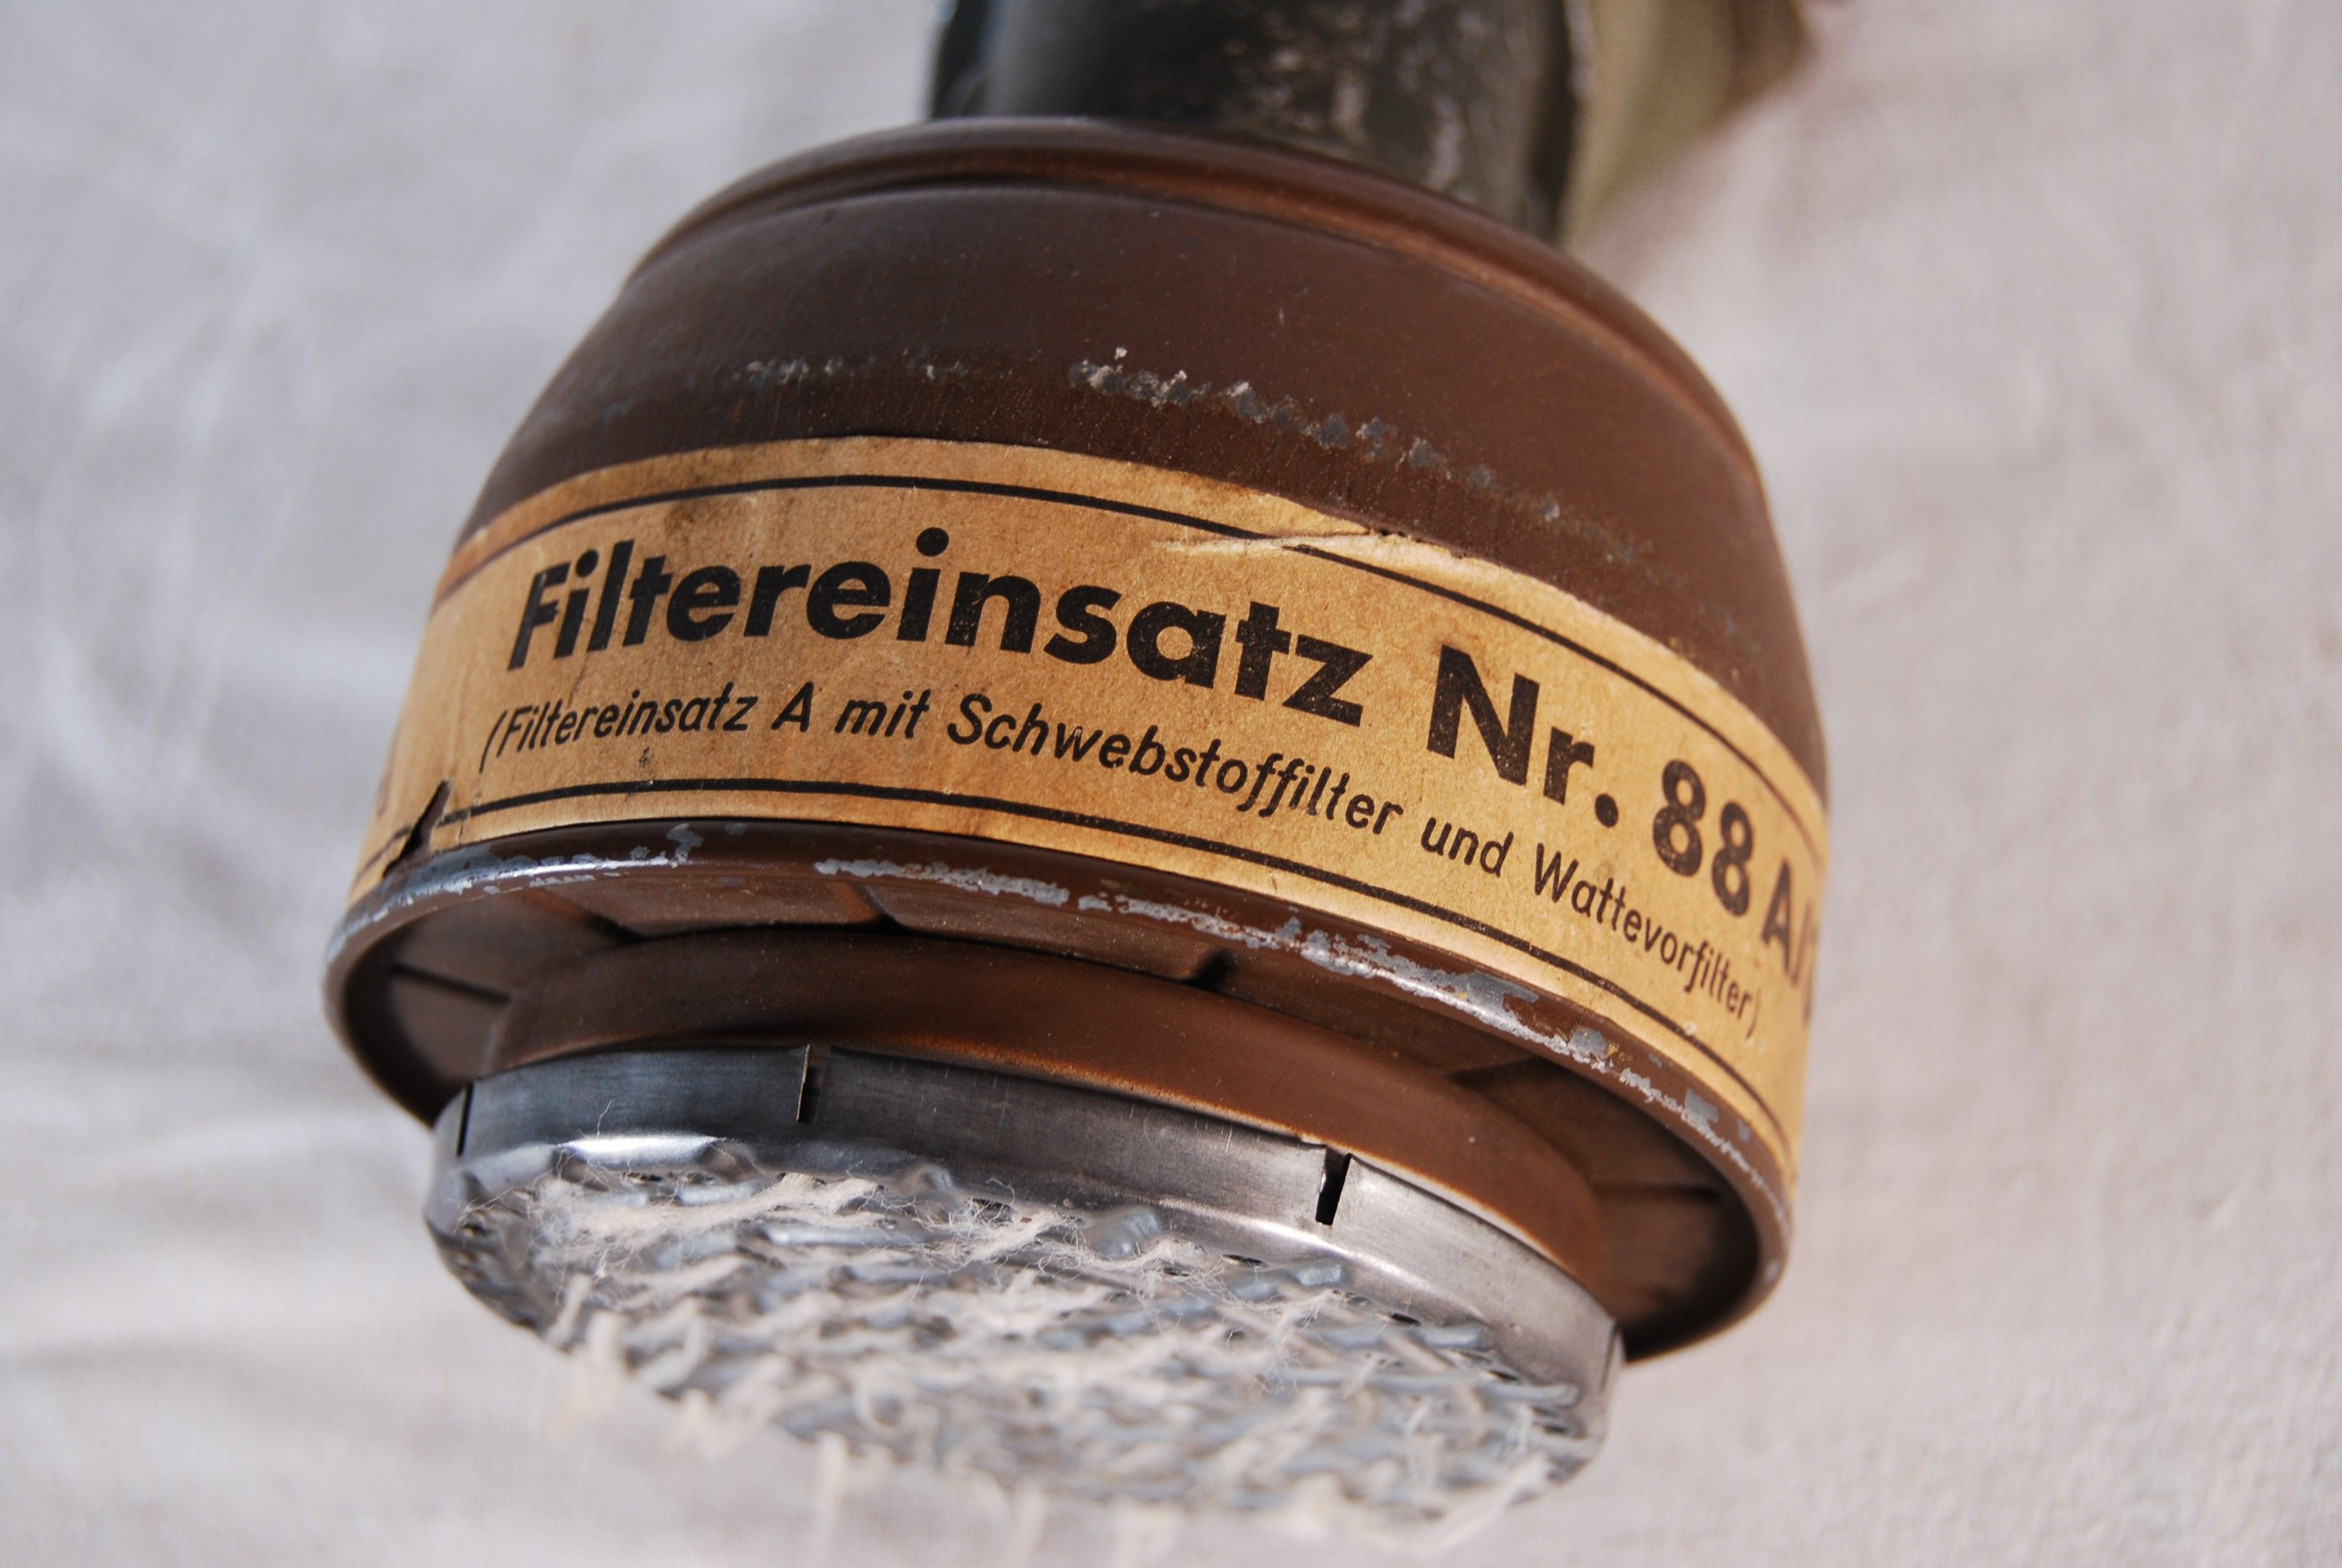 Filtereinsatz Nr. 88
(Filtereinsatz A mit Schwebstoffilter und Wattevorfilter)